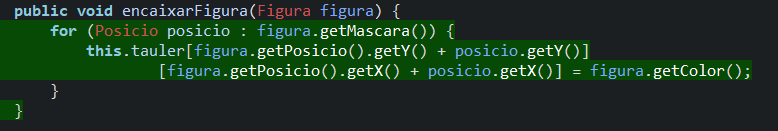 public void encaixarFigura(Figura figura) {
    for (Posicio posicio : figura.getMascara()) {
        this.tauler[figura.getPosicio().getY() + posicio.getY()]
                [figura.getPosicio().getX() + posicio.getX()] = figura.getColor();
    }
}